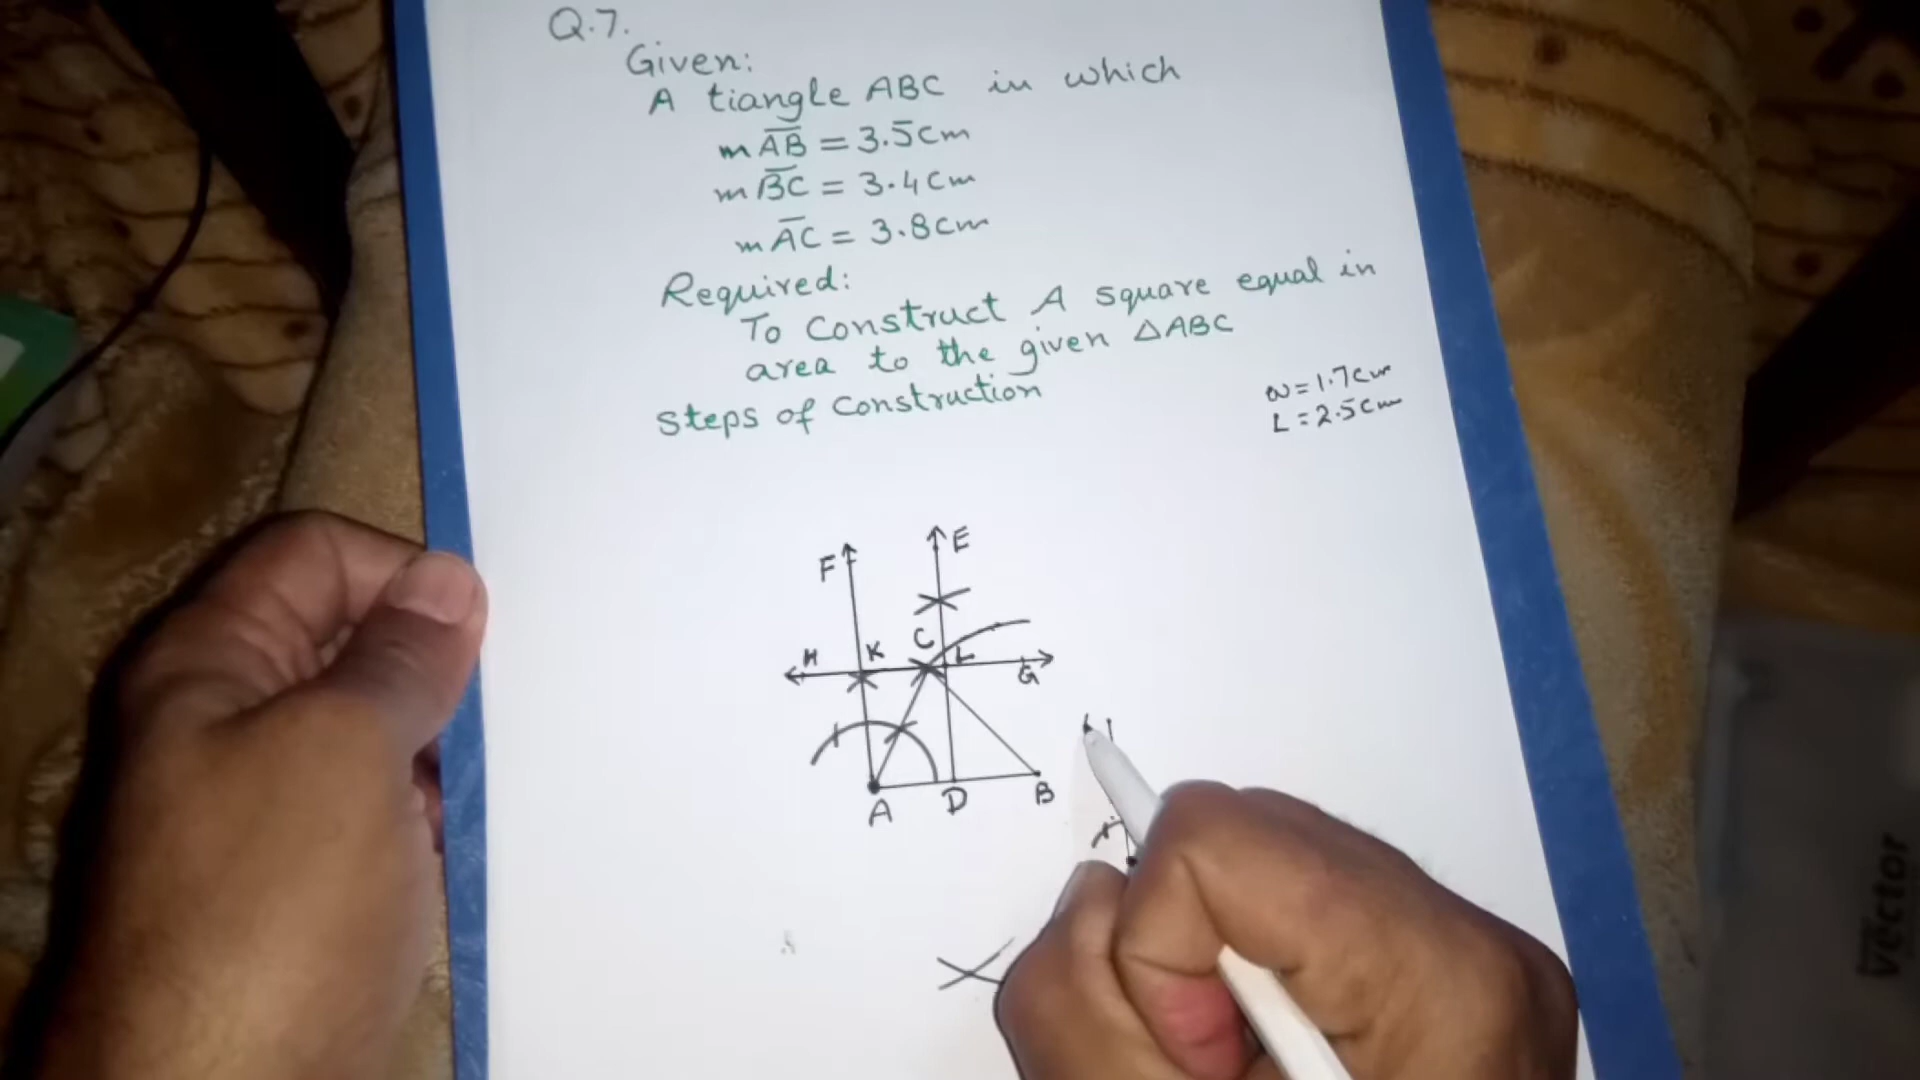 Q.7.
Given:
A tiangle ABC in which
mAB = 3.5cm
mBC = 3.4cm
mAC = 3.8cm
Required:
To Construct A square equal in
area to the given △ABC
Steps of Construction
w = 1.7cm
L = 2.5cm
F E
H K C L G
A D B
Vector